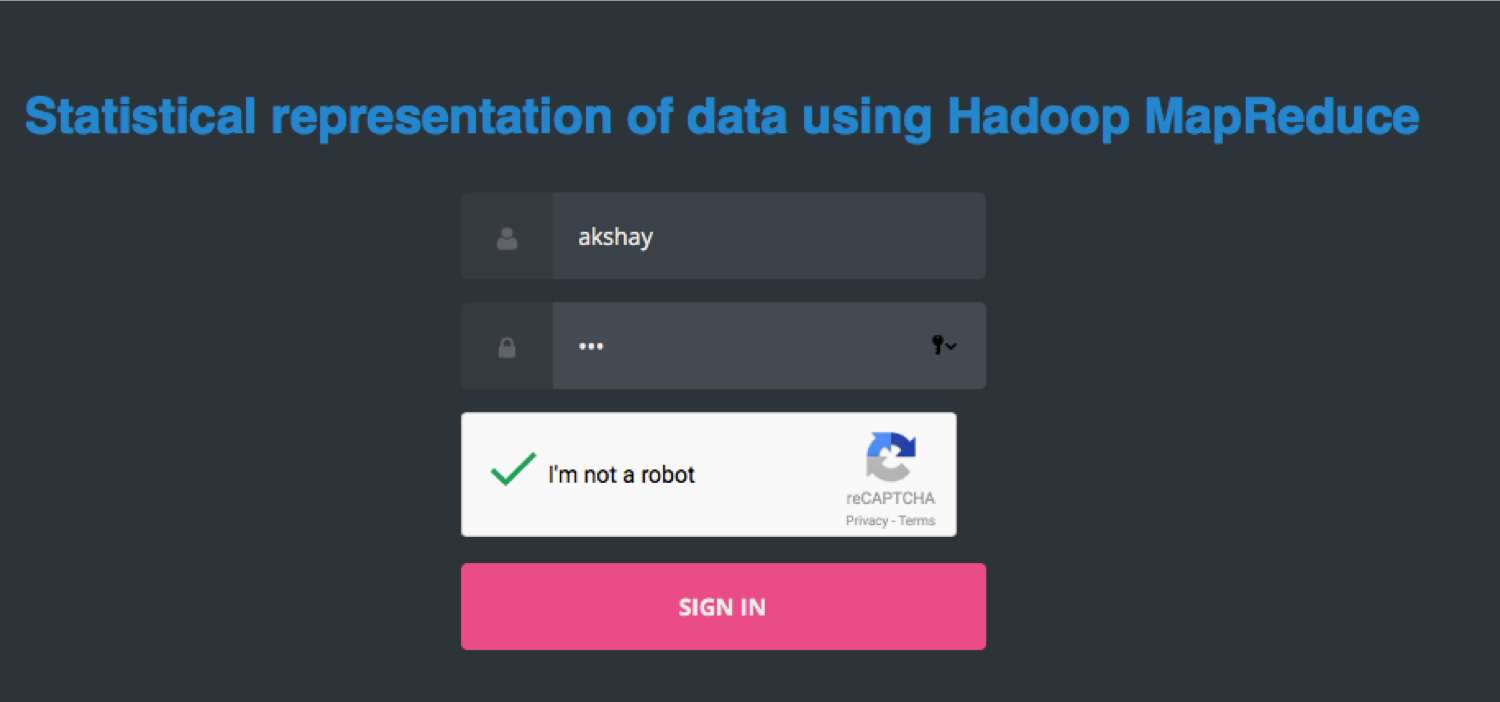 Statistical representation of data using Hadoop MapReduce
akshay
•••
I'm not a robot
reCAPTCHA
Privacy - Terms
SIGN IN